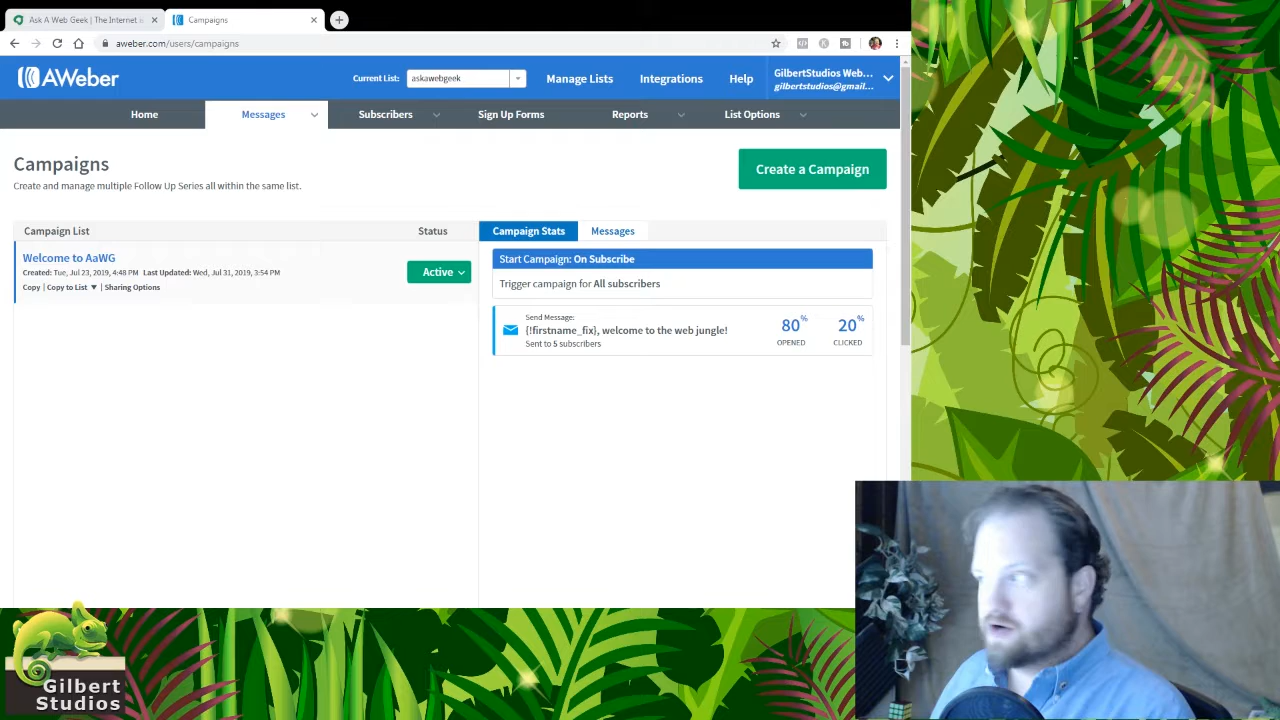 Ask A Web Geek | The Internet is
Campaigns
aweber.com/users/campaigns
AWeber
Current List:
askawebgeek
Manage Lists
Integrations
Help
GilbertStudios Web...
gilbertstudios@gmail...
Home
Messages
Subscribers
Sign Up Forms
Reports
List Options
Campaigns
Create and manage multiple Follow Up Series all within the same list.
Create a Campaign
Campaign List
Status
Campaign Stats
Messages
Welcome to AaWG
Created: Tue, Jul 23, 2019, 4:48 PM Last Updated: Wed, Jul 31, 2019, 3:54 PM
Copy | Copy to List ▼ | Sharing Options
Active
Start Campaign: On Subscribe
Trigger campaign for All subscribers
Send Message:
{!firstname_fix}, welcome to the web jungle!
Sent to 5 subscribers
80%
OPENED
20%
CLICKED
Gilbert
Studios